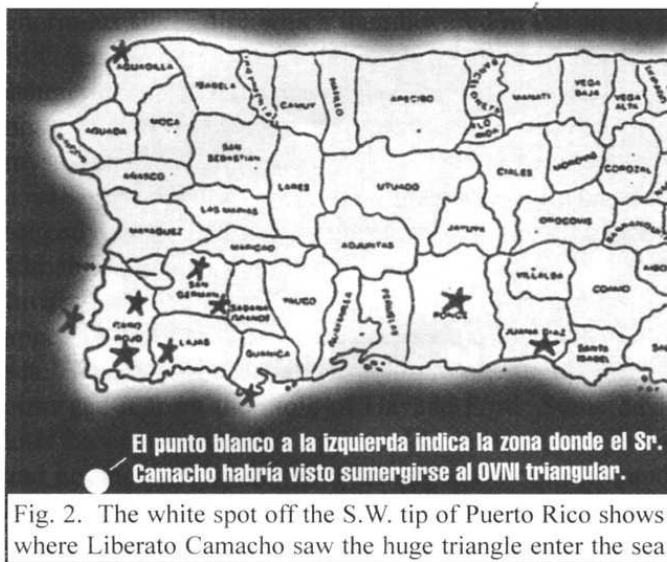 AGUADILLA
ISABELA
CAMUY
HATILLO
ARECIBO
MANATI
VEGA
BAJA
VEGA
ALTA
AGUADA
MOCA
SAN
SEBASTIAN
LARES
UTUADO
CIALES
MOROVIS
COROZAL
AÑASCO
LAS MARIAS
MAYAGUEZ
MARICAO
ADJUNTAS
JAYUYA
OROCOVIS
SAN
GERMAN
SABANA
GRANDE
YAUCO
PEÑUELAS
PONCE
VILLALBA
COAMO
CABO
ROJO
LAJAS
GUANICA
JUANA DIAZ
SANTA
ISABEL
El punto blanco a la izquierda indica la zona donde el Sr.
Camacho habría visto sumergirse al OVNI triangular.
Fig. 2.  The white spot off the S.W. tip of Puerto Rico shows
where Liberato Camacho saw the huge triangle enter the sea